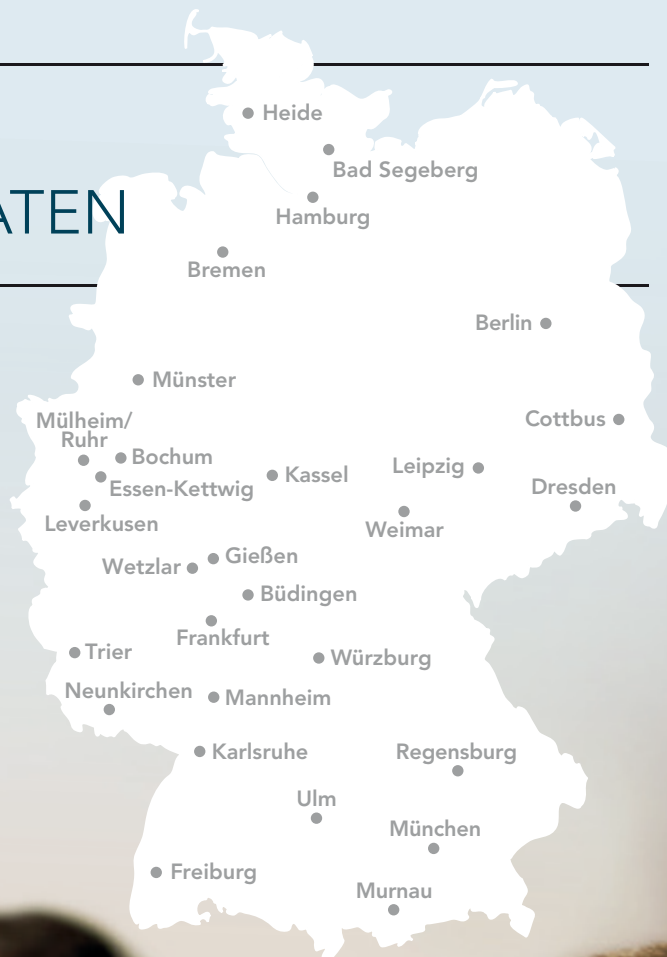 Heide
Bad Segeberg
ATEN
Hamburg
Bremen
Berlin
Münster
Mülheim/
Ruhr
Cottbus
Bochum
Leipzig
Kassel
Essen-Kettwig
Dresden
Leverkusen
Weimar
Gießen
Wetzlar
Büdingen
Frankfurt
Trier
Würzburg
Neunkirchen
Mannheim
Karlsruhe
Regensburg
Ulm
München
Freiburg
Murnau